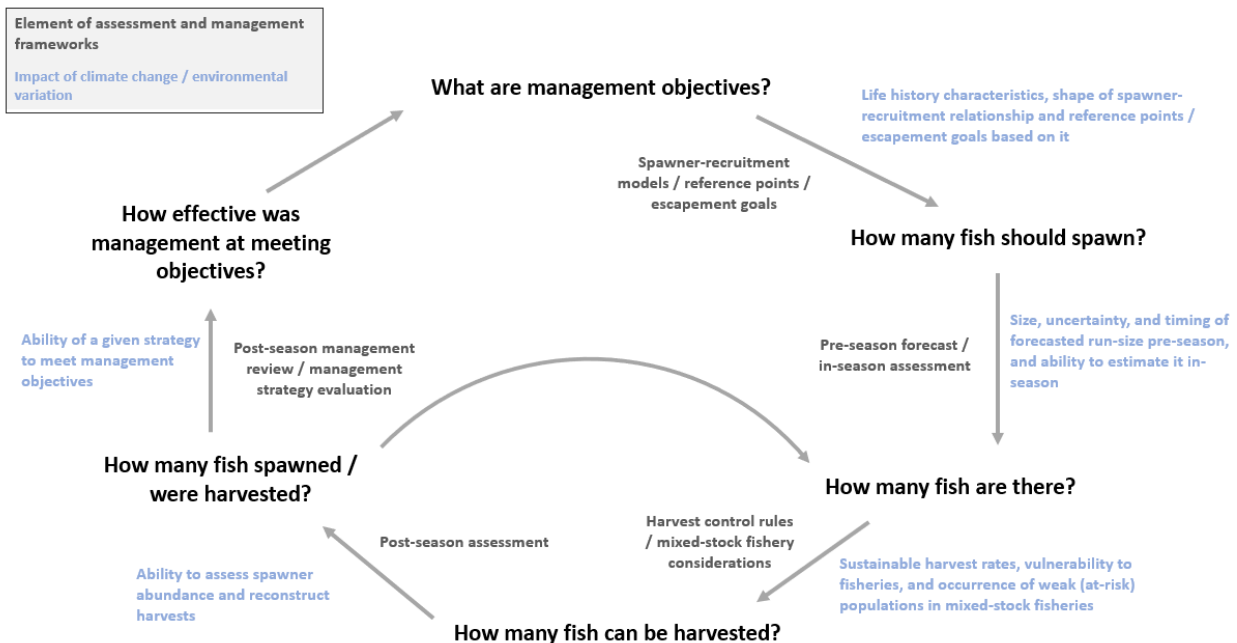 Element of assessment and management
frameworks
Impact of climate change / environmental
variation
What are management objectives?
Life history characteristics, shape of spawner-
recruitment relationship and reference points /
escapement goals based on it
Spawner-recruitment
models / reference points /
escapement goals
How many fish should spawn?
Size, uncertainty, and timing of
forecasted run-size pre-season,
and ability to estimate it in-
season
Pre-season forecast /
in-season assessment
How many fish are there?
Harvest control rules
/ mixed-stock fishery
considerations
Sustainable harvest rates, vulnerability to
fisheries, and occurrence of weak (at-risk)
populations in mixed-stock fisheries
How many fish can be harvested?
Post-season assessment
Ability to assess spawner
abundance and reconstruct
harvests
How many fish spawned /
were harvested?
Post-season management
review / management
strategy evaluation
Ability of a given strategy
to meet management
objectives
How effective was
management at meeting
objectives?